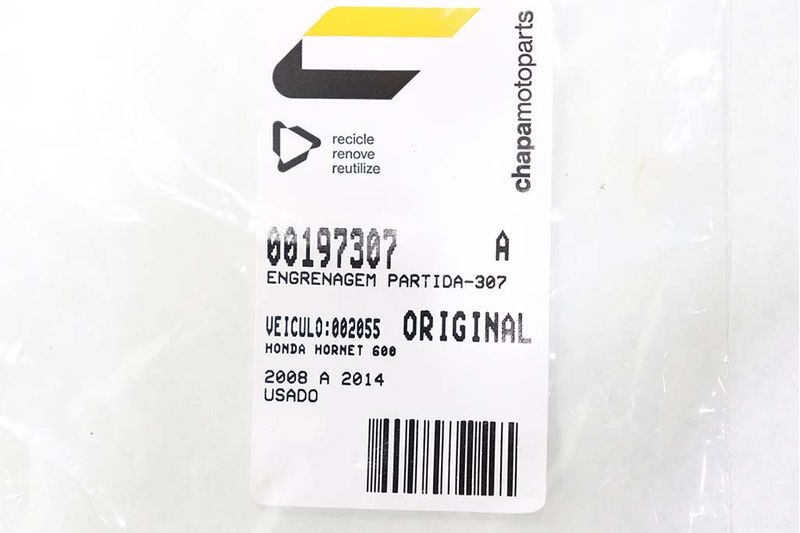 chapamotoparts
recicle
renove
reutilize
00197307 A
ENGRENAGEM PARTIDA-307
VEICULO:002055 ORIGINAL
HONDA HORNET 600
2008 A 2014
USADO